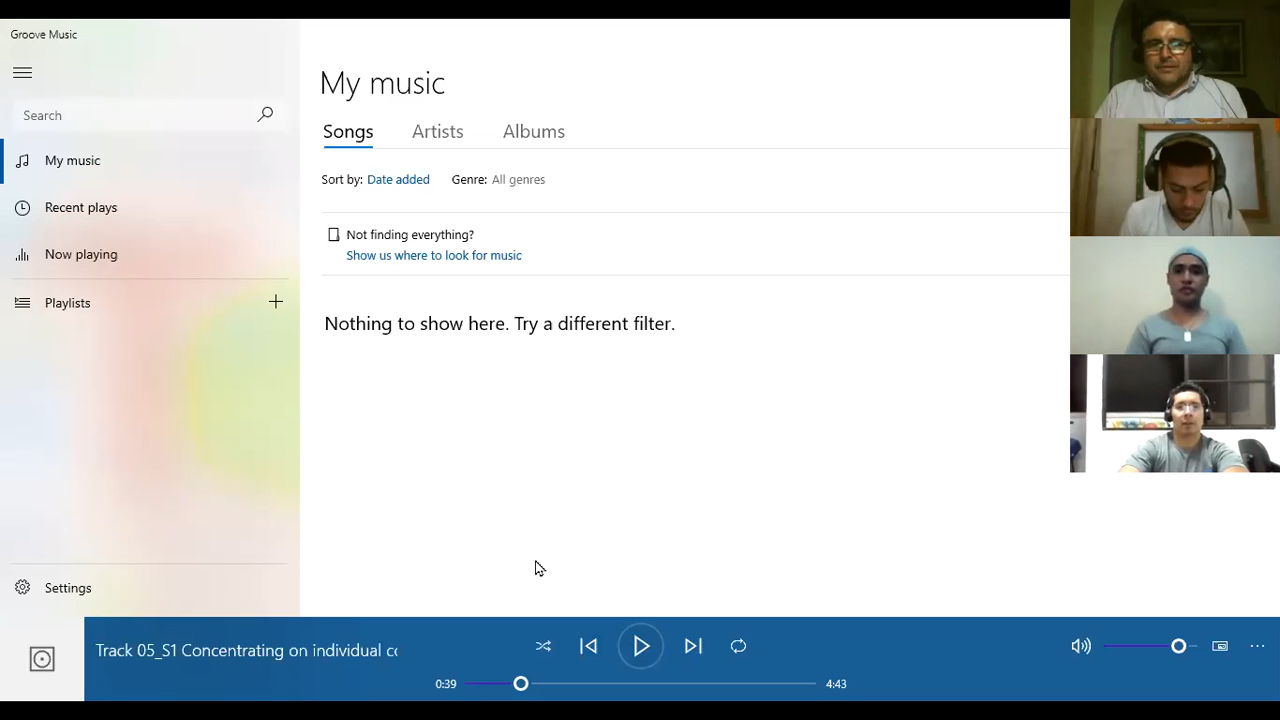 Groove Music
Search
My music
Recent plays
Now playing
Playlists
Settings
My music
Songs Artists Albums
Sort by: Date added Genre: All genres
Not finding everything?
Show us where to look for music
Nothing to show here. Try a different filter.
Track 05_S1 Concentrating on individual
0:39 4:43